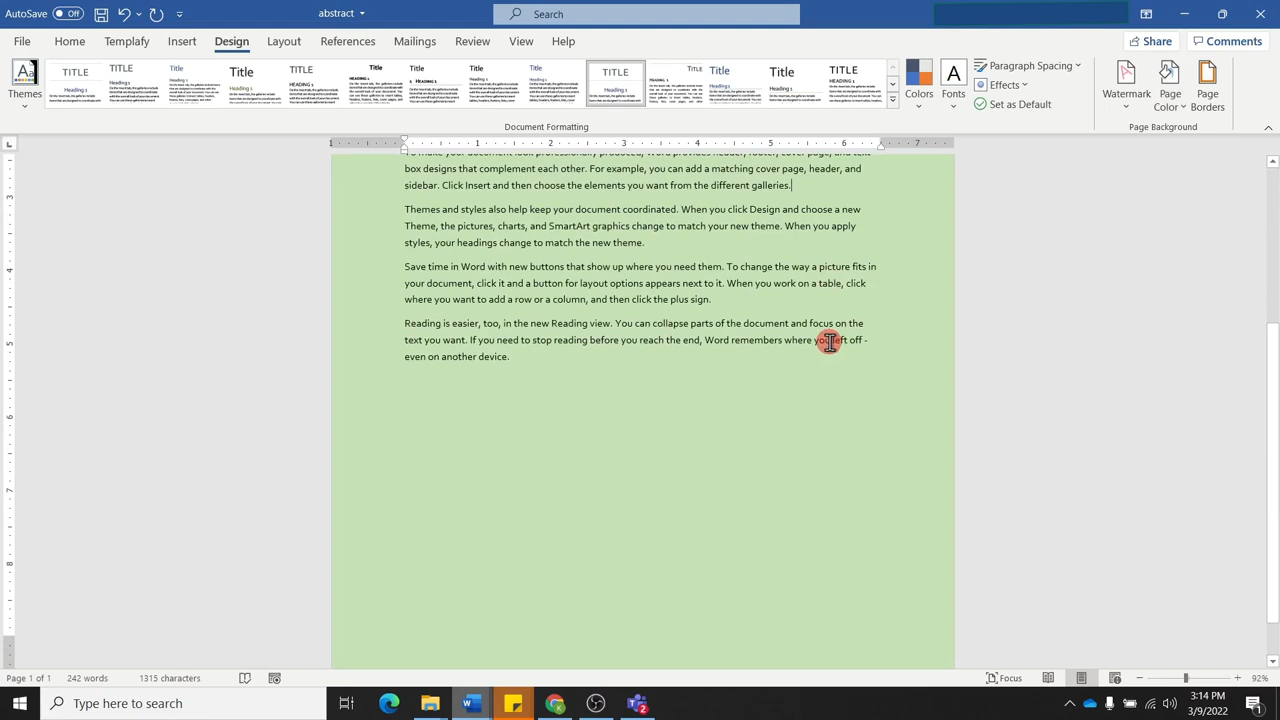 AutoSave Off abstract Search
File Home Templafy Insert Design Layout References Mailings Review View Help Share Comments
Themes
TITLE
Heading 1
TITLE
Heading 1
Title
Heading 1
Title
Heading 1
TITLE
Heading 1
Title
HEADING 1
Title
Heading 1
TITLE
Heading 1
Title
Heading 1
TITLE
Heading 1
TITLE
HEADING 1
Title
Heading 1
Title
Heading 1
TITLE
HEADING 1
Colors
Fonts
Paragraph Spacing
Effects
Set as Default
Watermark
Page Color
Page Borders
Document Formatting Page Background
1 1 2 3 4 5 6 7
To make your document look professionally produced, Word provides header, footer, cover page, and text
box designs that complement each other. For example, you can add a matching cover page, header, and
sidebar. Click Insert and then choose the elements you want from the different galleries.
Themes and styles also help keep your document coordinated. When you click Design and choose a new
Theme, the pictures, charts, and SmartArt graphics change to match your new theme. When you apply
styles, your headings change to match the new theme.
Save time in Word with new buttons that show up where you need them. To change the way a picture fits in
your document, click it and a button for layout options appears next to it. When you work on a table, click
where you want to add a row or a column, and then click the plus sign.
Reading is easier, too, in the new Reading view. You can collapse parts of the document and focus on the
text you want. If you need to stop reading before you reach the end, Word remembers where you left off -
even on another device.
3
4
5
6
7
8
Page 1 of 1 242 words 1315 characters Focus 92%
Type here to search
3:14 PM
3/9/2022